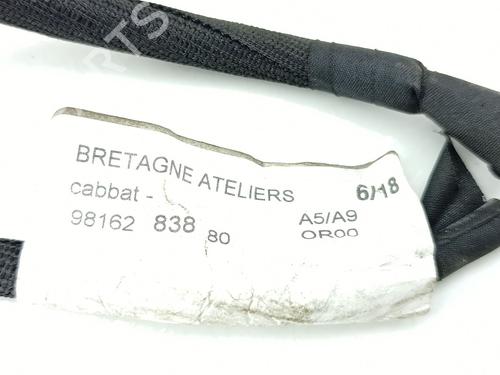 BRETAGNE ATELIERS 6/18
cabbat - A5/A9
98162 838 80 OR00